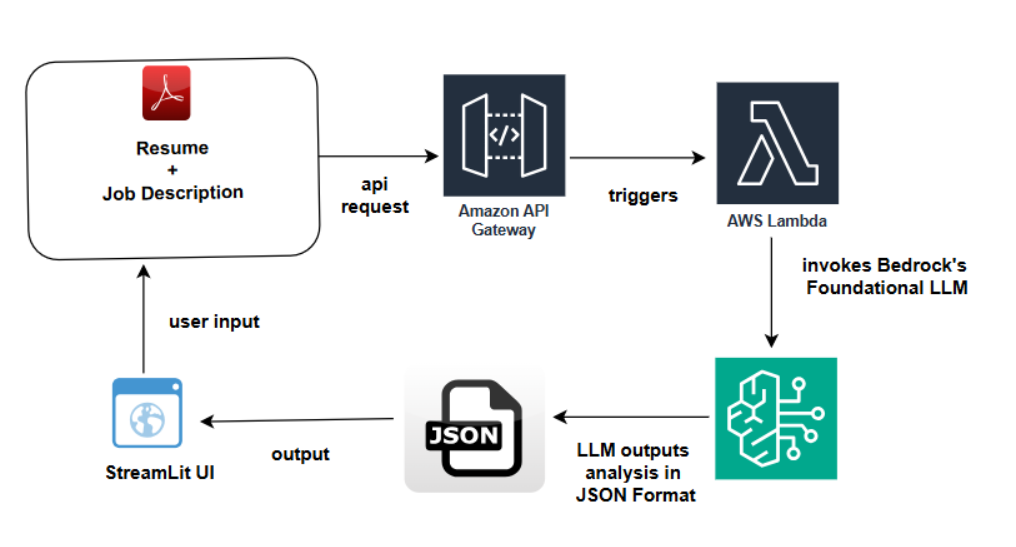 Resume
+
Job Description
api
request
Amazon API
Gateway
</>
triggers
AWS Lambda
invokes Bedrock's
Foundational LLM
user input
StreamLit UI
output
JSON
LLM outputs
analysis in
JSON Format